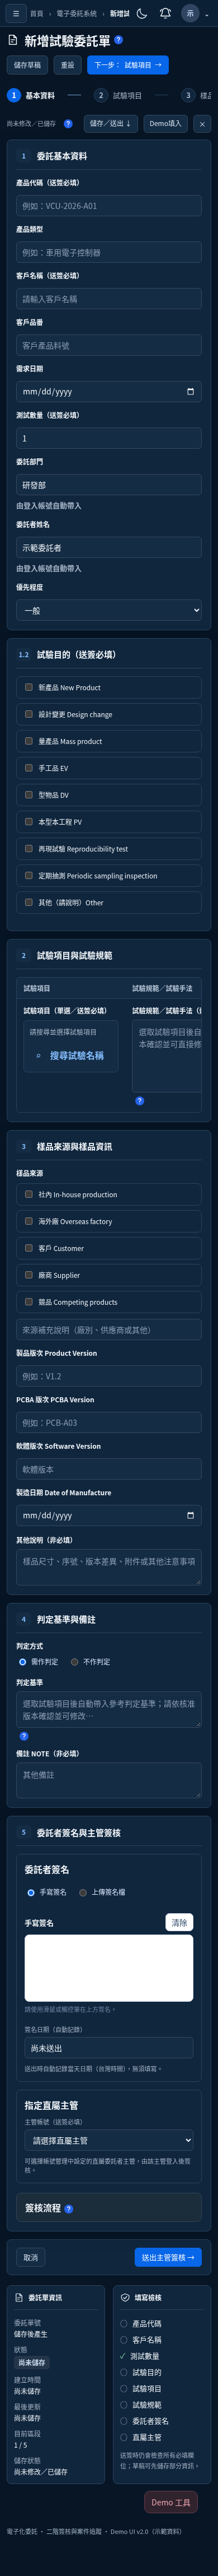 首頁 › 電子委託系統 › 新增試
示
新增試驗委託單 ?
儲存草稿
重設
下一步： 試驗項目 →
1 基本資料
2 試驗項目
3 樣品
尚未修改／已儲存 ?
儲存／送出 ↓
Demo填入
×
1 委託基本資料
產品代碼（送簽必填）
例如：VCU-2026-A01
產品類型
例如：車用電子控制器
客戶名稱（送簽必填）
請輸入客戶名稱
客戶品番
客戶產品料號
需求日期
mm/dd/yyyy
測試數量（送簽必填）
1
委託部門
研發部
由登入帳號自動帶入
委託者姓名
示範委託者
由登入帳號自動帶入
優先程度
一般
1.2 試驗目的（送簽必填）
新產品 New Product
設計變更 Design change
量產品 Mass product
手工品 EV
型物品 DV
本型本工程 PV
再現試驗 Reproducibility test
定期抽測 Periodic sampling inspection
其他（請說明）Other
2 試驗項目與試驗規範
試驗項目
試驗規範／試驗手法
試驗項目（單選／送簽必填）
請搜尋並選擇試驗項目
搜尋試驗名稱
試驗規範／試驗手法（
選取試驗項目後自
本確認並可直接修
?
3 樣品來源與樣品資訊
樣品來源
社內 In-house production
海外廠 Overseas factory
客戶 Customer
廠商 Supplier
競品 Competing products
來源補充說明（廠別、供應商或其他）
製品版次 Product Version
例如：V1.2
PCBA 版次 PCBA Version
例如：PCB-A03
軟體版次 Software Version
軟體版本
製造日期 Date of Manufacture
mm/dd/yyyy
其他說明（非必填）
樣品尺寸、序號、版本差異、附件或其他注意事項
4 判定基準與備註
判定方式
需作判定
不作判定
判定基準
選取試驗項目後自動帶入參考判定基準；請依核准
版本確認並可修改…
?
備註 NOTE（非必填）
其他備註
5 委託者簽名與主管簽核
委託者簽名
手寫簽名
上傳簽名檔
手寫簽名
清除
請使用滑鼠或觸控筆在上方簽名。
簽名日期（自動記錄）
尚未送出
送出時自動記錄當天日期（台灣時間），無須填寫。
指定直屬主管
主管帳號（送簽必填）
請選擇直屬主管
可選擇帳號管理中設定的直屬委託者主管，由該主管登入後簽
核。
簽核流程 ?
取消
送出主管簽核 →
委託單資訊
委託單號
儲存後產生
狀態
尚未儲存
建立時間
尚未儲存
最後更新
尚未儲存
目前區段
1 / 5
儲存狀態
尚未修改／已儲存
填寫檢核
產品代碼
客戶名稱
✓ 測試數量
試驗目的
試驗項目
試驗規範
委託者簽名
直屬主管
送簽時仍會檢查所有必填欄
位；草稿可先儲存部分資訊。
Demo 工具
電子化委託 ・ 二階簽核與案件追蹤 ・ Demo UI v2.0（示範資料）